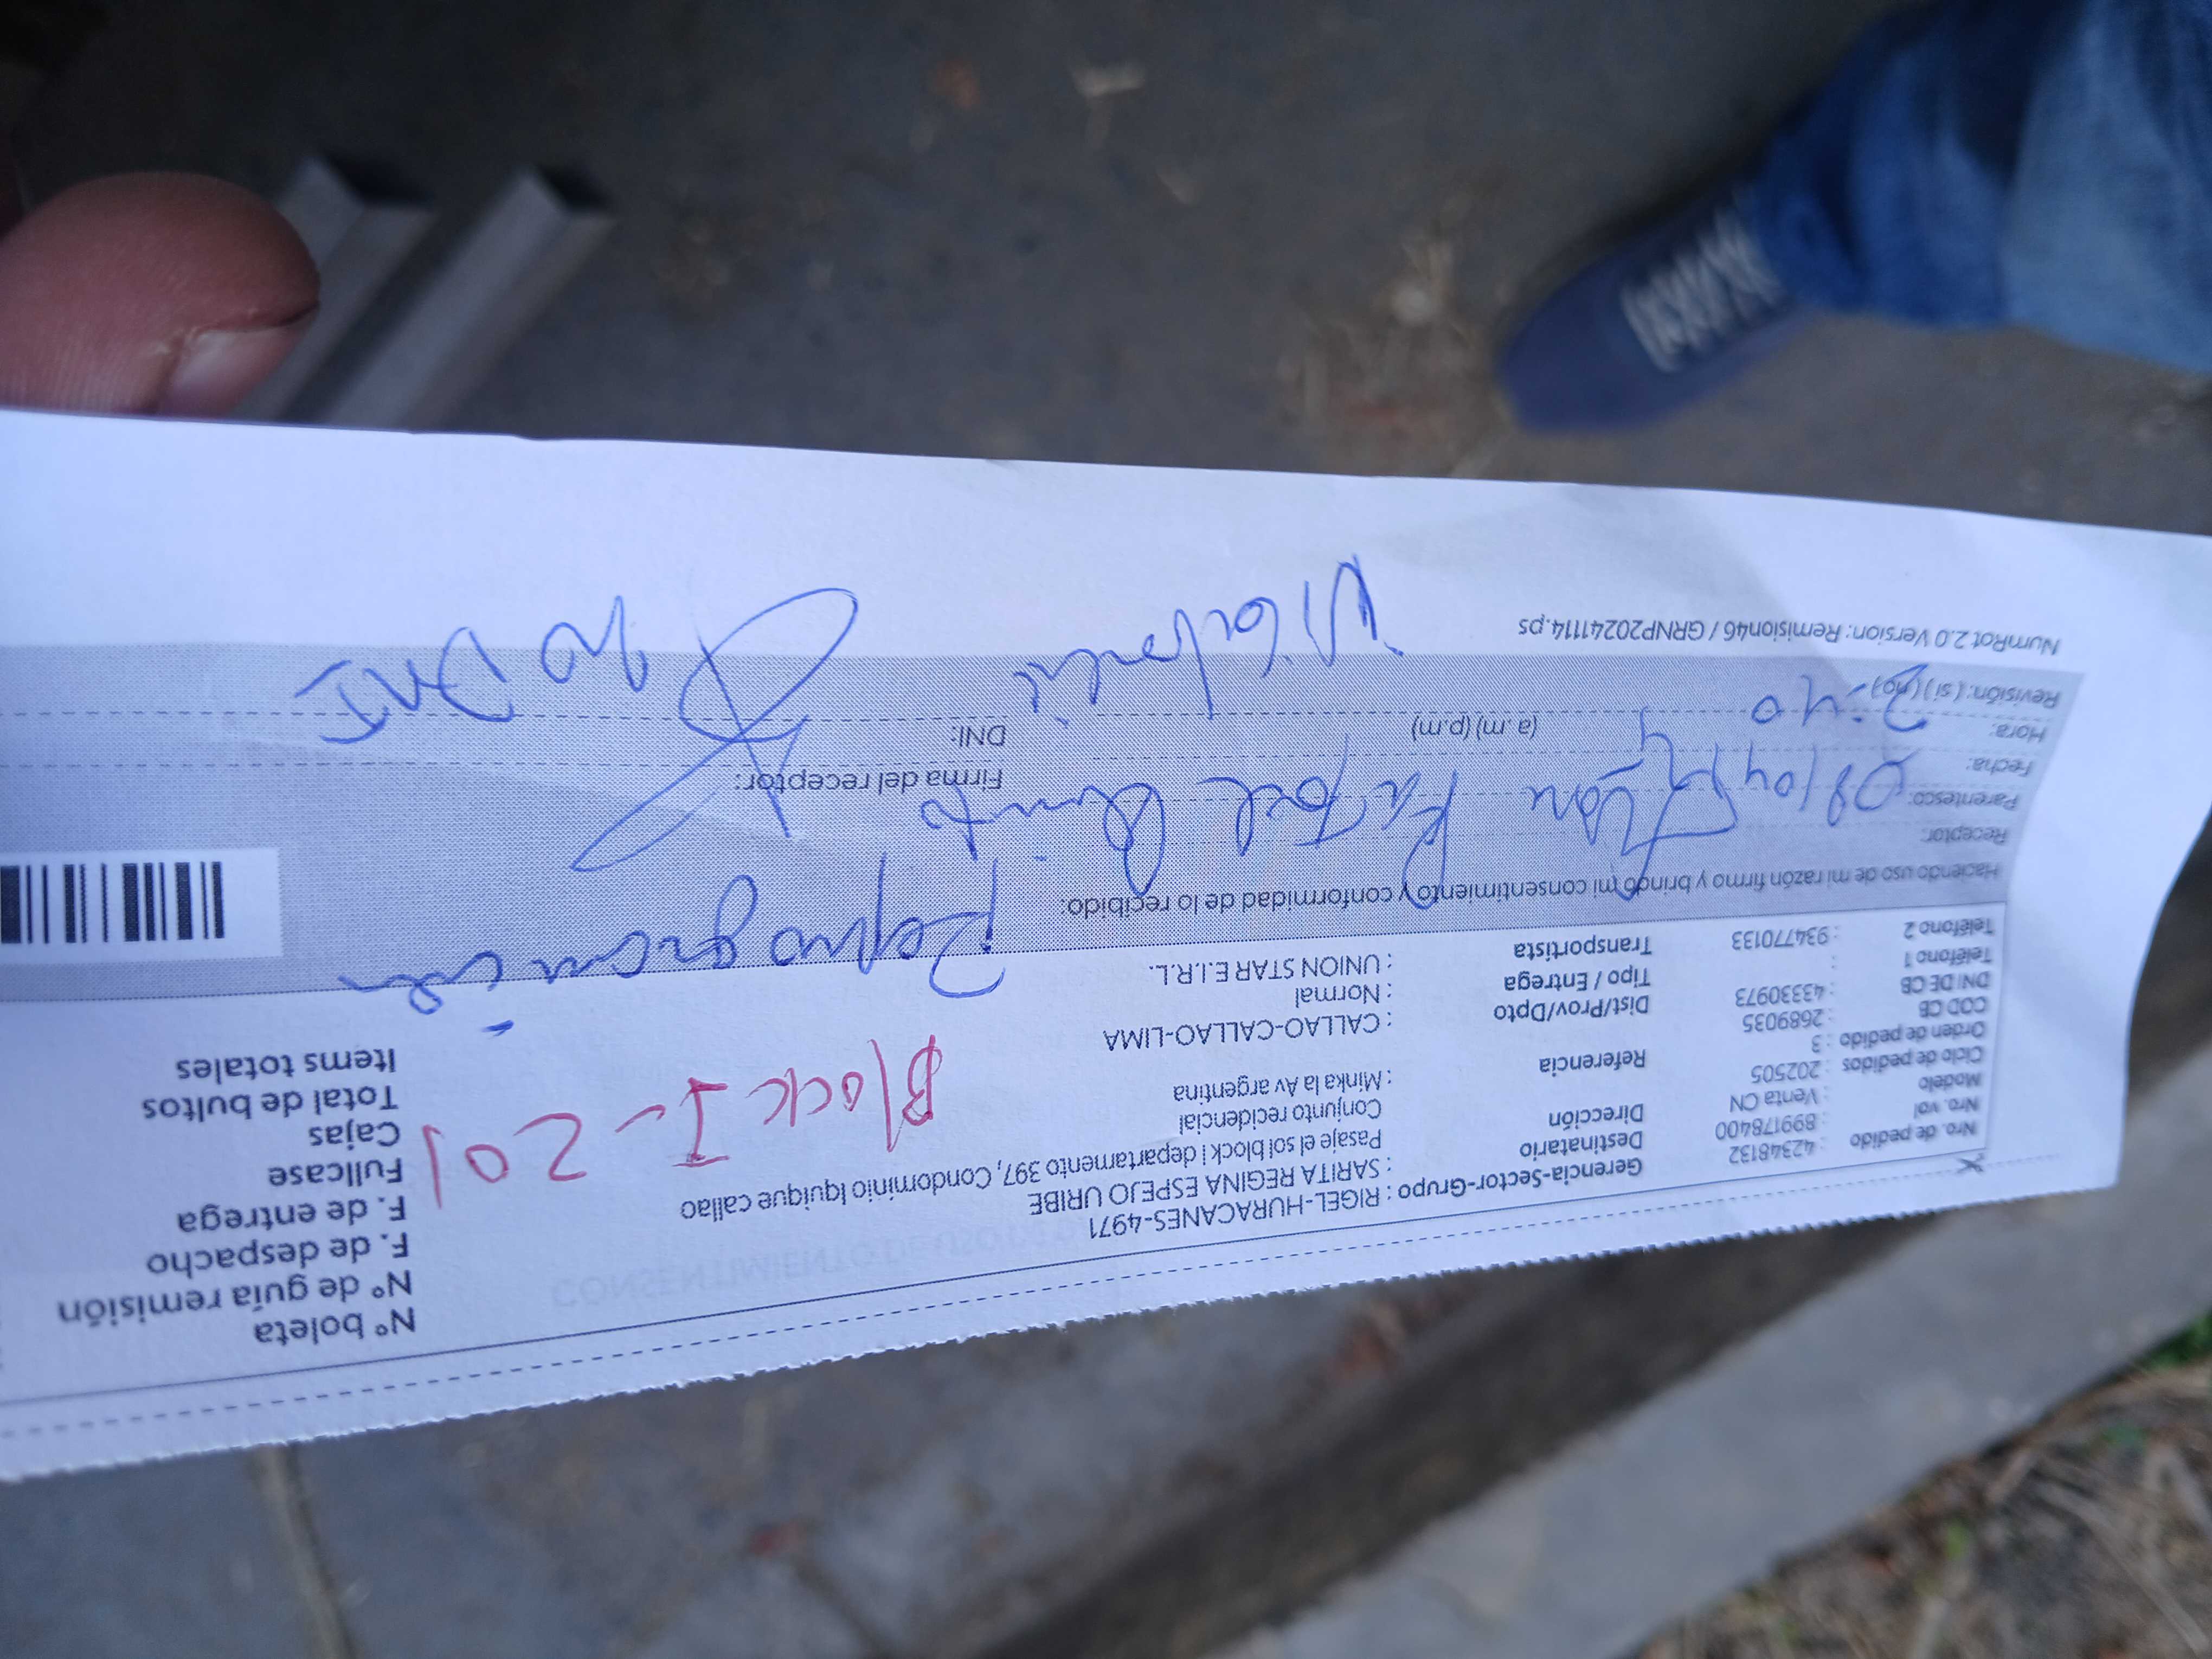 Nº boleta
Nº de guía remisión
F. de despacho
F. de entrega
Fullcase
Cajas
Total de bultos
Items totales
Gerencia-Sector-Grupo : RIGEL-HURACANES-4971
Nro. de pedido : 42348132
Destinatario : SARITA REGINA ESPEJO URIBE
Nro. vol : 899178400
Dirección : Pasaje el sol block I departamento 397, Condominio Iquique callao
Conjunto recidencial
Modelo : Venta CN
Ciclo de pedidos : 202505
Referencia : Minka la Av argentina
Orden de pedido : 3
COD CB : 2689035
Dist/Prov/Dpto : CALLAO-CALLAO-LIMA
DNI DE CB : 43330973
Tipo / Entrega : Normal
Teléfono 1 :
Transportista : UNION STAR E.I.R.L.
Teléfono 2 : 934770133
Block I - 201
Haciendo uso de mi razón firmo y brindo mi consentimiento y conformidad de lo recibido:
Receptor:
Parentesco:
Fecha:
Firma del receptor:
Hora: 2:40 (a.m) (p.m)
DNI:
no DNI
Revisión: ( si ) ( no )
NumRot 2.0 Version: Remision46 / GRNP20241114.ps